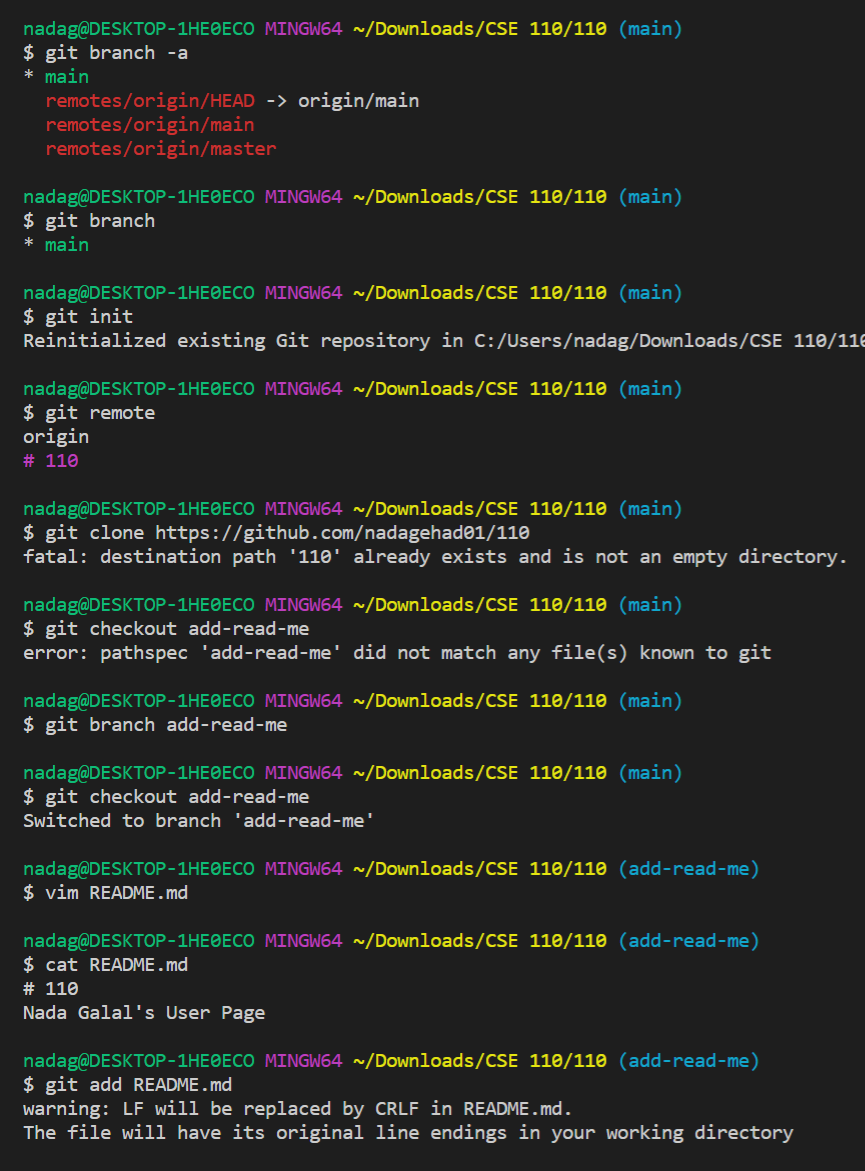 nadag@DESKTOP-1HE0ECO MINGW64 ~/Downloads/CSE 110/110 (main)
$ git branch -a
* main
  remotes/origin/HEAD -> origin/main
  remotes/origin/main
  remotes/origin/master

nadag@DESKTOP-1HE0ECO MINGW64 ~/Downloads/CSE 110/110 (main)
$ git branch
* main

nadag@DESKTOP-1HE0ECO MINGW64 ~/Downloads/CSE 110/110 (main)
$ git init
Reinitialized existing Git repository in C:/Users/nadag/Downloads/CSE 110/110

nadag@DESKTOP-1HE0ECO MINGW64 ~/Downloads/CSE 110/110 (main)
$ git remote
origin
# 110

nadag@DESKTOP-1HE0ECO MINGW64 ~/Downloads/CSE 110/110 (main)
$ git clone https://github.com/nadagehad01/110
fatal: destination path '110' already exists and is not an empty directory.

nadag@DESKTOP-1HE0ECO MINGW64 ~/Downloads/CSE 110/110 (main)
$ git checkout add-read-me
error: pathspec 'add-read-me' did not match any file(s) known to git

nadag@DESKTOP-1HE0ECO MINGW64 ~/Downloads/CSE 110/110 (main)
$ git branch add-read-me

nadag@DESKTOP-1HE0ECO MINGW64 ~/Downloads/CSE 110/110 (main)
$ git checkout add-read-me
Switched to branch 'add-read-me'

nadag@DESKTOP-1HE0ECO MINGW64 ~/Downloads/CSE 110/110 (add-read-me)
$ vim README.md

nadag@DESKTOP-1HE0ECO MINGW64 ~/Downloads/CSE 110/110 (add-read-me)
$ cat README.md
# 110
Nada Galal's User Page

nadag@DESKTOP-1HE0ECO MINGW64 ~/Downloads/CSE 110/110 (add-read-me)
$ git add README.md
warning: LF will be replaced by CRLF in README.md.
The file will have its original line endings in your working directory